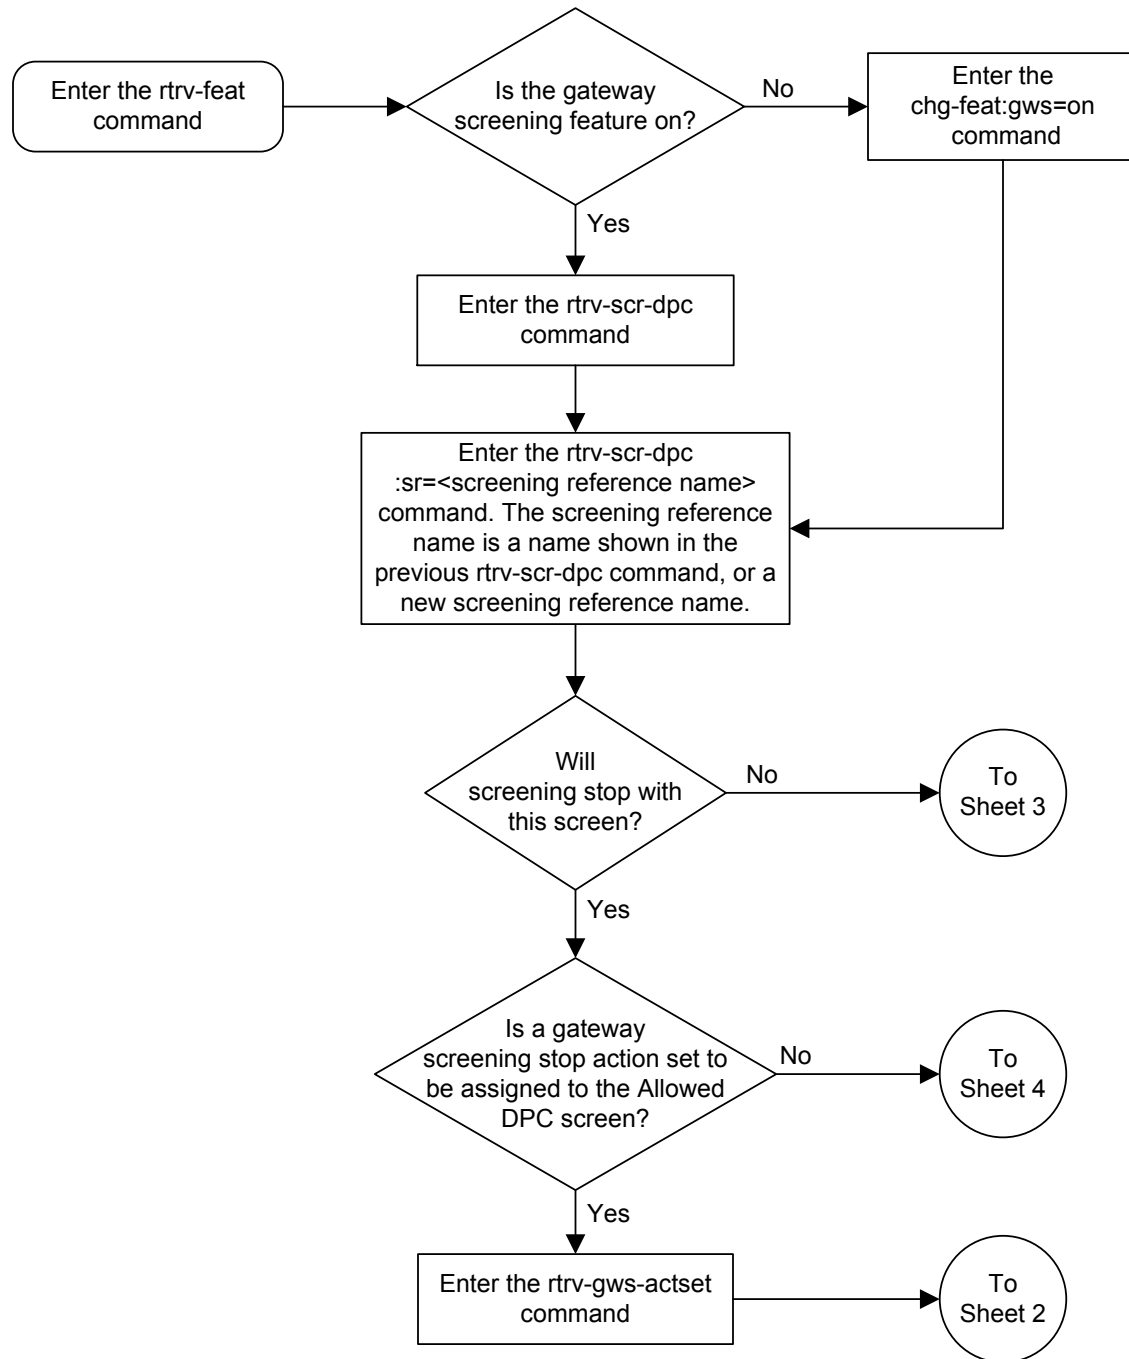 Enter the rtrv-feat
command
Is the gateway
screening feature on?
No
Enter the
chg-feat:gws=on
command
Yes
Enter the rtrv-scr-dpc
command
Enter the rtrv-scr-dpc
:sr=<screening reference name>
command. The screening reference
name is a name shown in the
previous rtrv-scr-dpc command, or a
new screening reference name.
Will
screening stop with
this screen?
No
To
Sheet 3
Yes
Is a gateway
screening stop action set to
be assigned to the Allowed
DPC screen?
No
To
Sheet 4
Yes
Enter the rtrv-gws-actset
command
To
Sheet 2